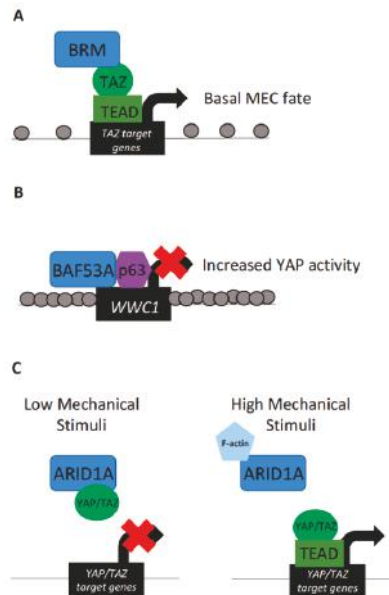 A
BRM
TAZ
TEAD
Basal MEC fate
TAZ target
genes
B
BAF53A
p63
Increased YAP activity
WWC1
C
Low Mechanical
Stimuli
ARID1A
YAP/TAZ
YAP/TAZ
target genes
High Mechanical
Stimuli
F-actin
ARID1A
YAP/TAZ
TEAD
YAP/TAZ
target genes